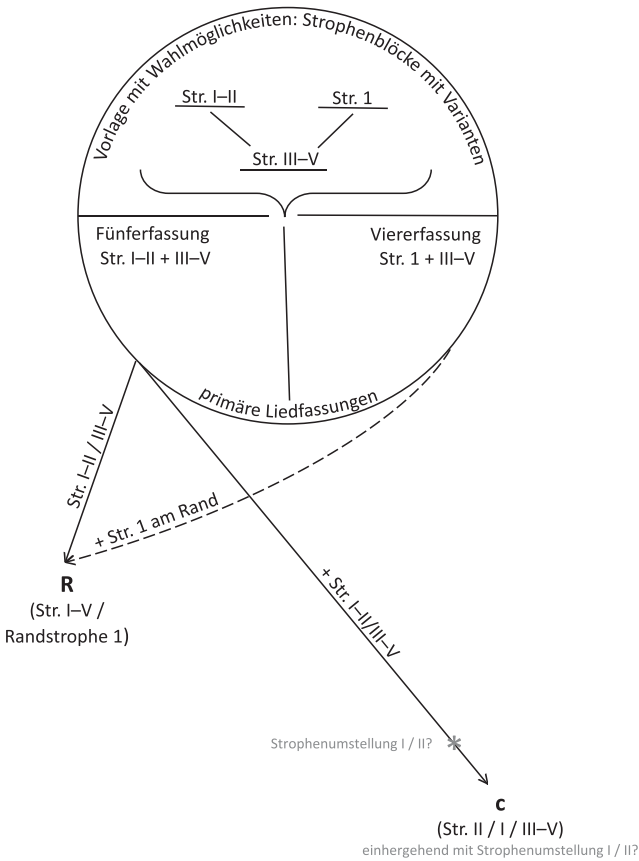 Vorlage mit Wahlmöglichkeiten: Strophenblöcke mit Varianten
Str. I–II
Str. 1
Str. III–V
Fünferfassung
Str. I–II + III–V
Viererfassung
Str. 1 + III–V
primäre Liedfassungen
Str. I–II / III–V
+ Str. 1 am Rand
R
(Str. I–V /
Randstrophe 1)
+ Str. I–II/III–V
Strophenumstellung I / II? *
c
(Str. II / I / III–V)
einhergehend mit Strophenumstellung I / II?